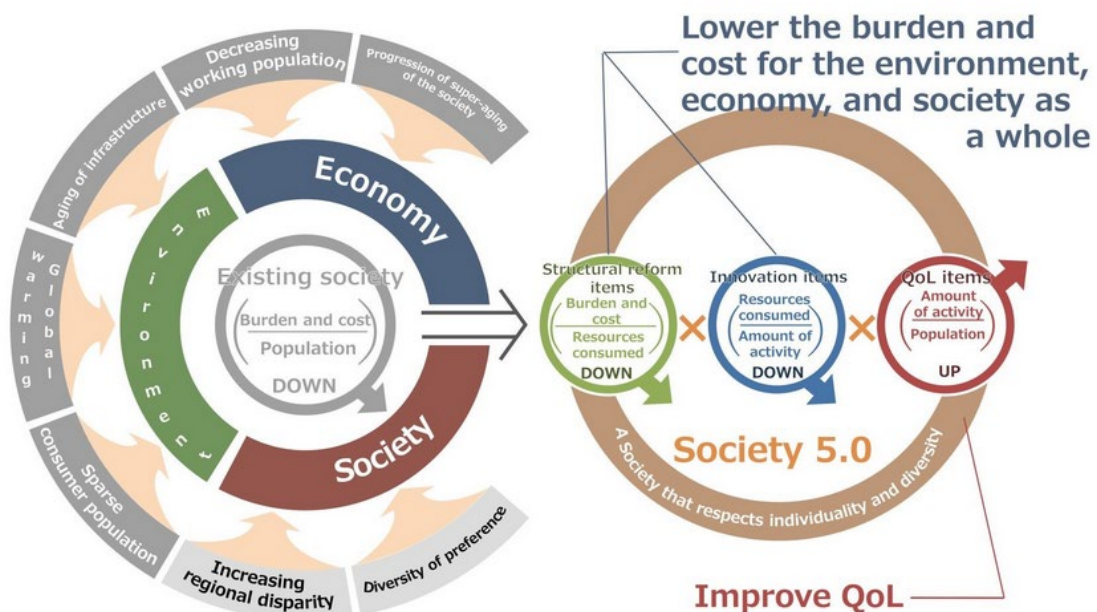 Decreasing
working population
Progression of super-aging
of the society
Aging of infrastructure
Global
warming
Sparse
consumer population
Increasing
regional disparity
Diversity of preference
Economy
Environment
Society
Existing society
Burden and cost
Population
DOWN
Lower the burden and
cost for the environment,
economy, and society as
a whole
Structural reform
items
Burden and
cost
Resources
consumed
DOWN
×
Innovation items
Resources
consumed
Amount of
activity
DOWN
×
QoL items
Amount
of activity
Population
UP
Society 5.0
A Society that respects individuality and diversity
Improve QoL